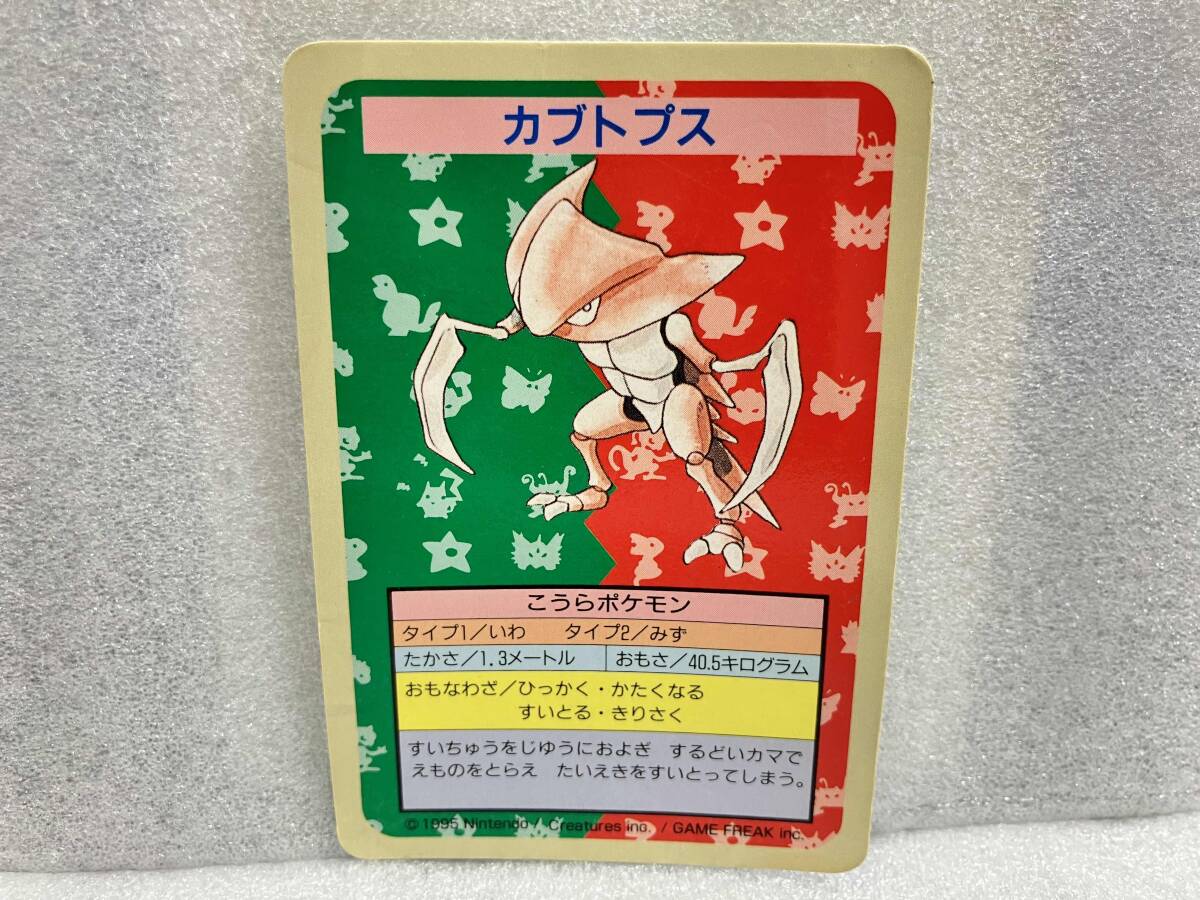 カブトプス
こうらポケモン
タイプ1/いわ　タイプ2/みず
たかさ/1.3メートル　おもさ/40.5キログラム
おもなわざ/ひっかく・かたくなる
すいとる・きりさく
すいちゅうをじゆうにおよぎ　するどいカマで
えものをとらえ　たいえきをすいとってしまう。
©1995 Nintendo / Creatures inc. / GAME FREAK inc.